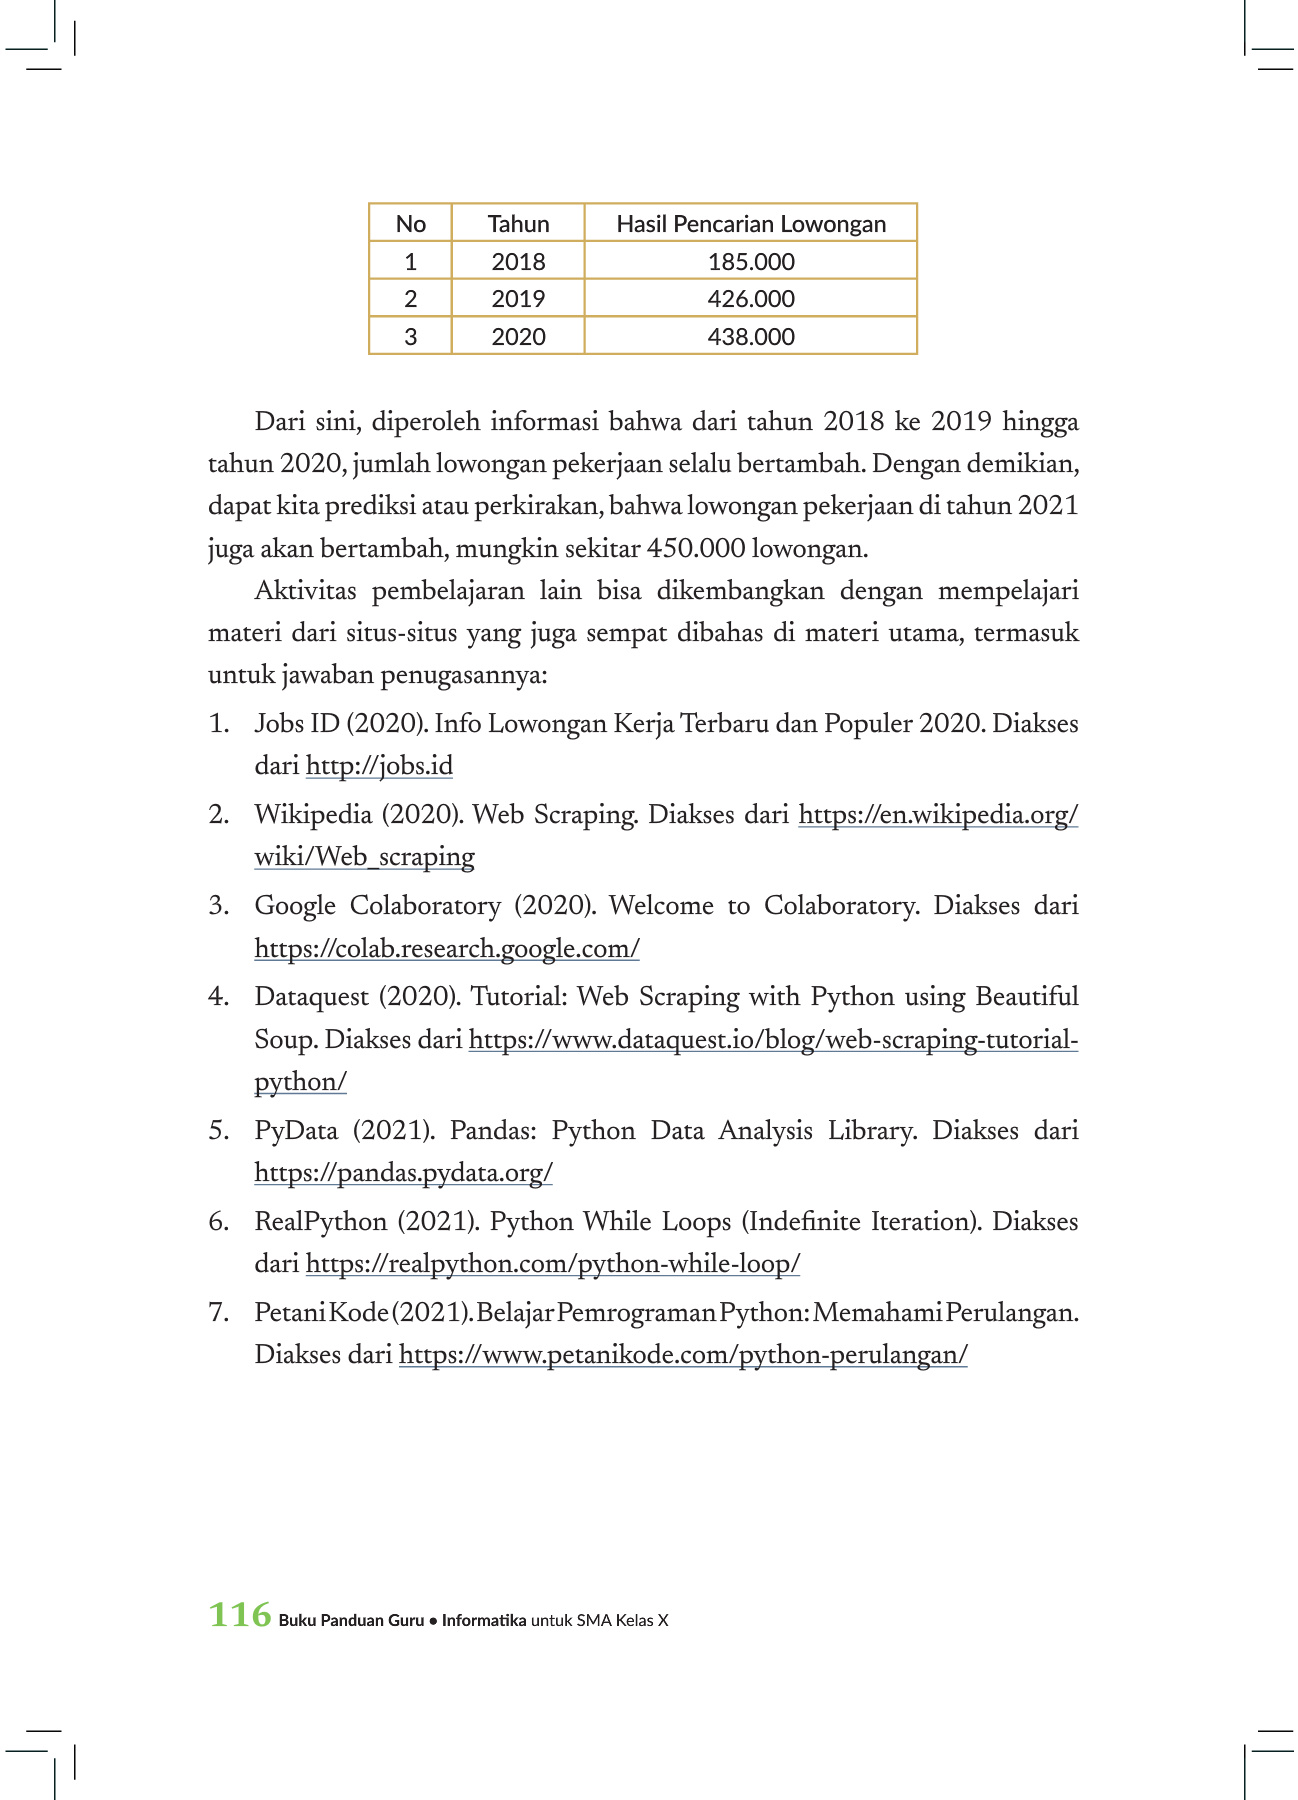 No Tahun Hasil Pencarian Lowongan
1 2018 185.000
2 2019 426.000
3 2020 438.000
Dari sini, diperoleh informasi bahwa dari tahun 2018 ke 2019 hingga
tahun 2020, jumlah lowongan pekerjaan selalu bertambah. Dengan demikian,
dapat kita prediksi atau perkirakan, bahwa lowongan pekerjaan di tahun 2021
juga akan bertambah, mungkin sekitar 450.000 lowongan.
Aktivitas pembelajaran lain bisa dikembangkan dengan mempelajari
materi dari situs-situs yang juga sempat dibahas di materi utama, termasuk
untuk jawaban penugasannya:
1. Jobs ID (2020). Info Lowongan Kerja Terbaru dan Populer 2020. Diakses
dari http://jobs.id
2. Wikipedia (2020). Web Scraping. Diakses dari https://en.wikipedia.org/
wiki/Web_scraping
3. Google Colaboratory (2020). Welcome to Colaboratory. Diakses dari
https://colab.research.google.com/
4. Dataquest (2020). Tutorial: Web Scraping with Python using Beautiful
Soup. Diakses dari https://www.dataquest.io/blog/web-scraping-tutorial-
python/
5. PyData (2021). Pandas: Python Data Analysis Library. Diakses dari
https://pandas.pydata.org/
6. RealPython (2021). Python While Loops (Indefinite Iteration). Diakses
dari https://realpython.com/python-while-loop/
7. Petani Kode (2021). Belajar Pemrograman Python: Memahami Perulangan.
Diakses dari https://www.petanikode.com/python-perulangan/
116 Buku Panduan Guru • Informatika untuk SMA Kelas X